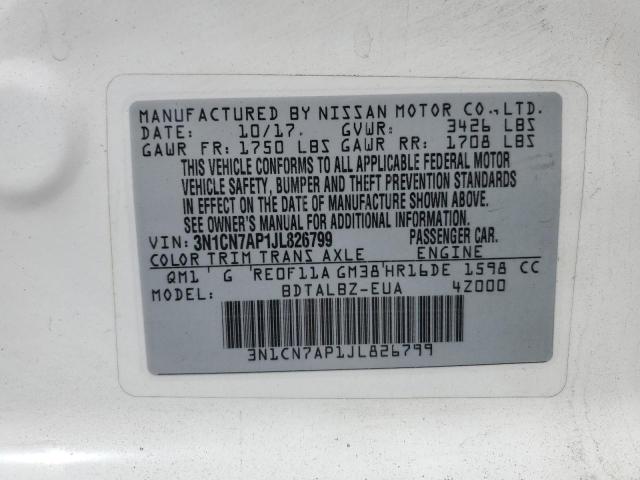 MANUFACTURED BY NISSAN MOTOR CO., LTD.
DATE: 10/17. GVWR: 3426 LBS
GAWR FR: 1750 LBS GAWR RR: 1708 LBS
THIS VEHICLE CONFORMS TO ALL APPLICABLE FEDERAL MOTOR
VEHICLE SAFETY, BUMPER AND THEFT PREVENTION STANDARDS
IN EFFECT ON THE DATE OF MANUFACTURE SHOWN ABOVE.
SEE OWNER'S MANUAL FOR ADDITIONAL INFORMATION.
VIN: 3N1CN7AP1JL826799 PASSENGER CAR.
COLOR TRIM TRANS AXLE ENGINE
QM1 ' G 'RE0F11A GM38'HR16DE 1598 CC
MODEL: BDTALBZ-EUA 4Z000
3N1CN7AP1JL826799